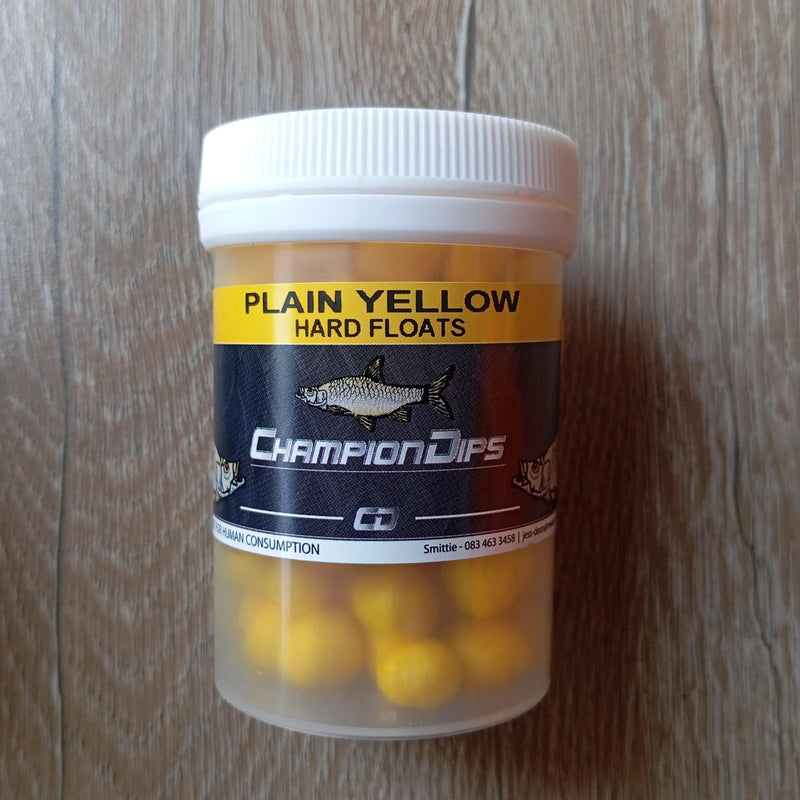 PLAIN YELLOW
HARD FLOATS
CHAMPIONDIPS
CD
FOR HUMAN CONSUMPTION
Smittie - 083 463 3458 |